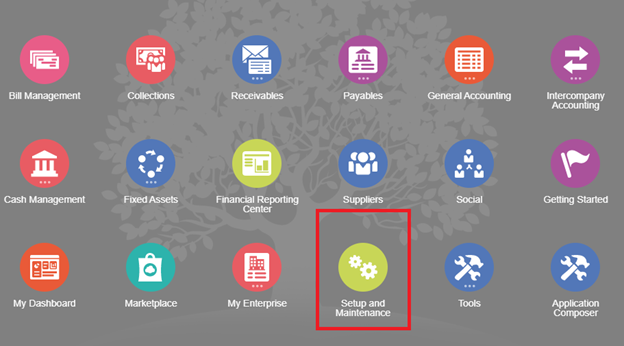 Bill Management
Collections
Receivables
Payables
General Accounting
Intercompany
Accounting
Cash Management
Fixed Assets
Financial Reporting
Center
Suppliers
Social
Getting Started
My Dashboard
Marketplace
My Enterprise
Setup and
Maintenance
Tools
Application
Composer